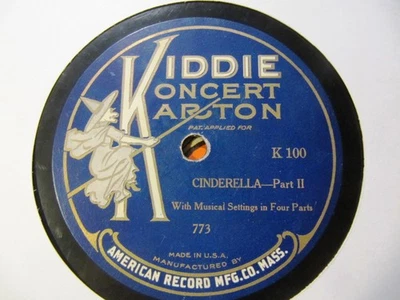 KIDDIE
KONCERT
KARTON
PAT. APPLIED FOR
K 100
CINDERELLA—Part II
With Musical Settings in Four Parts
773
MADE IN U.S.A.
MANUFACTURED BY
AMERICAN RECORD MFG. CO. MASS.